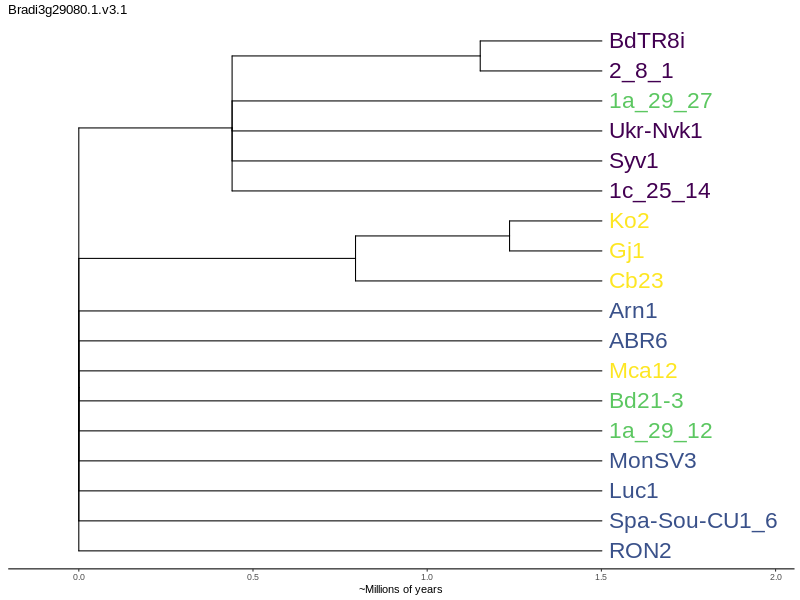 Bradi3g29080.1.v3.1
BdTR8i
2_8_1
1a_29_27
Ukr-Nvk1
Syv1
1c_25_14
Ko2
Gj1
Cb23
Arn1
ABR6
Mca12
Bd21-3
1a_29_12
MonSV3
Luc1
Spa-Sou-CU1_6
RON2
0.0 0.5 1.0 1.5 2.0
~Millions of years